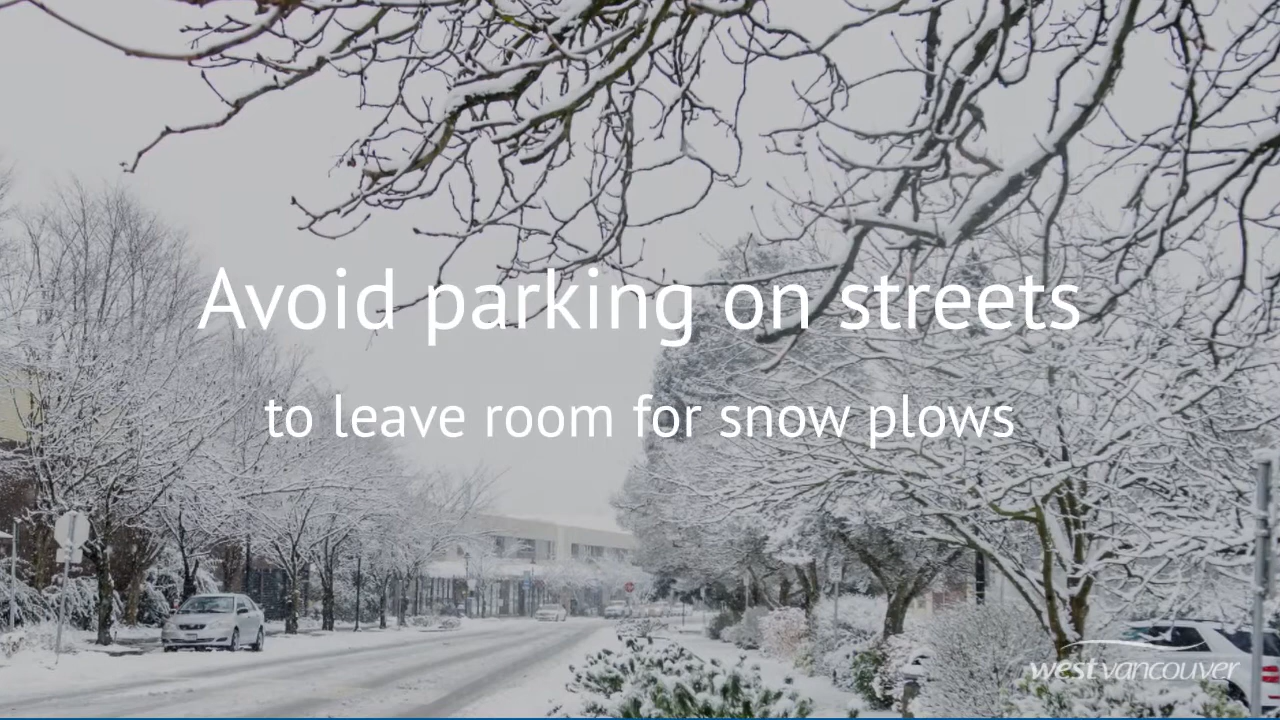 Avoid parking on streets
to leave room for snow plows
west vancouver